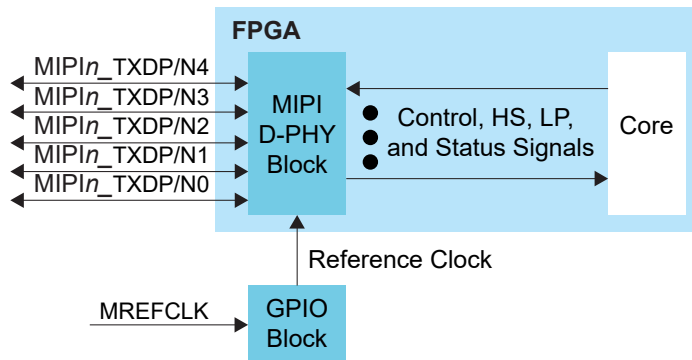 FPGA
MIPIn_TXDP/N4
MIPIn_TXDP/N3
MIPIn_TXDP/N2
MIPIn_TXDP/N1
MIPIn_TXDP/N0
MIPI
D-PHY
Block
Control, HS, LP,
and Status Signals
Core
Reference Clock
MREFCLK
GPIO
Block